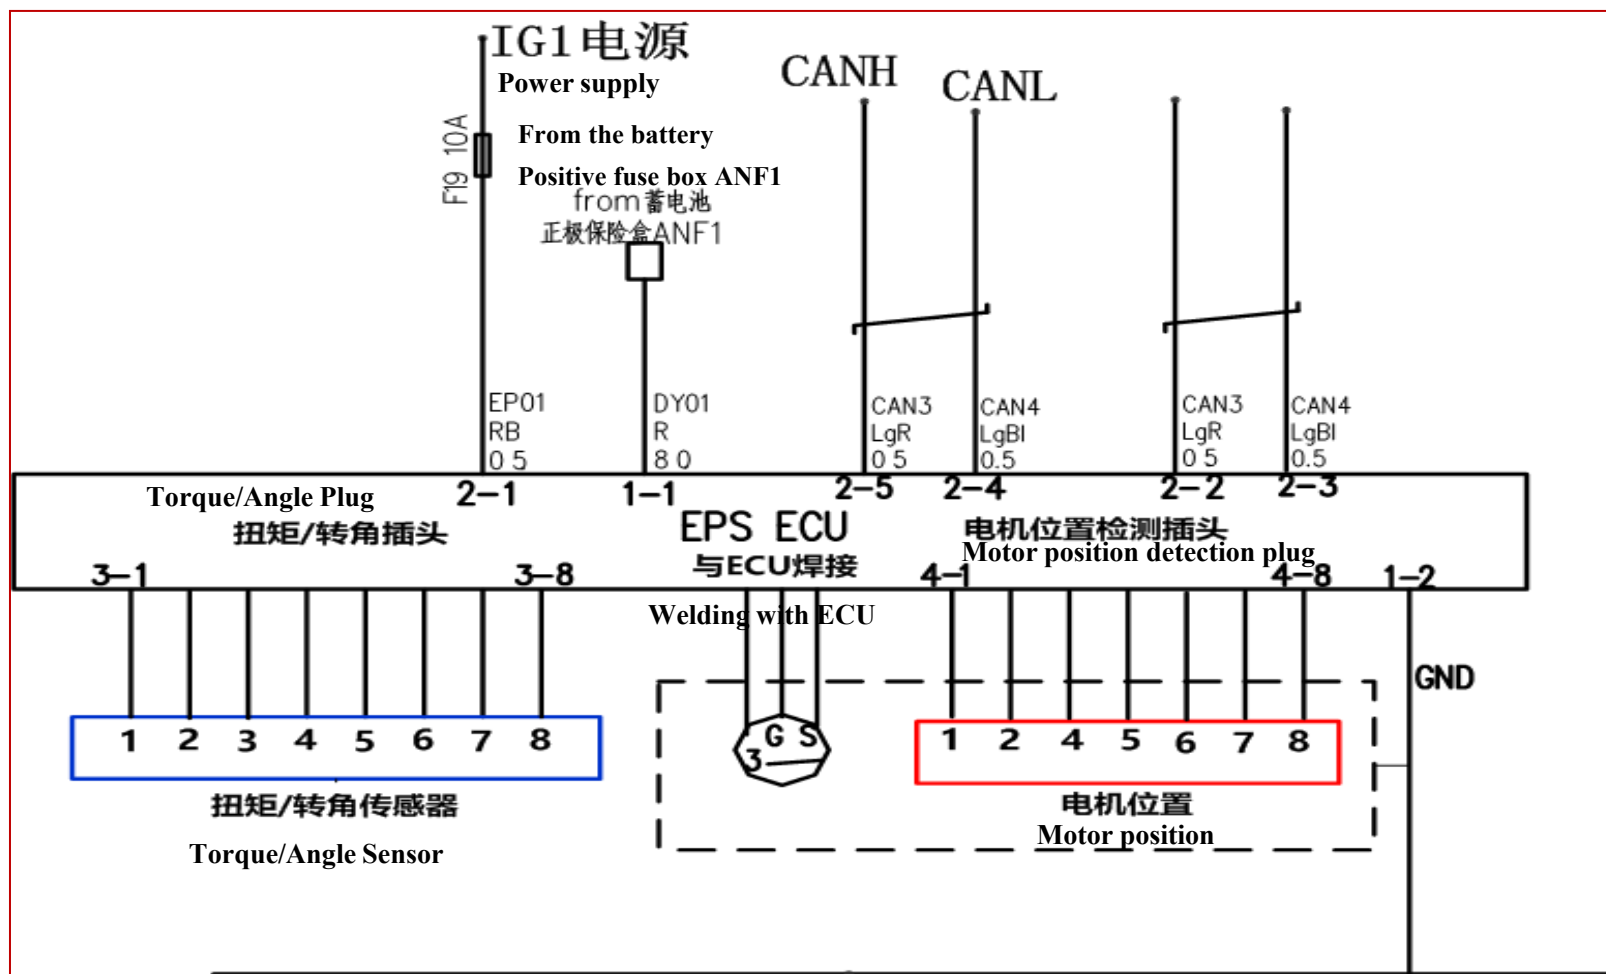 IG1电源
Power supply
CANH
CANL
F19 10A
From the battery
Positive fuse box ANF1
from蓄电池
正极保险盒ANF1
EP01
RB
0 5
DY01
R
8 0
CAN3
LgR
0 5
CAN4
LgBl
0.5
CAN3
LgR
0 5
CAN4
LgBl
0.5
Torque/Angle Plug
2-1
1-1
2-5
2-4
2-2
2-3
扭矩/转角插头
EPS ECU
电机位置检测插头
Motor position detection plug
与ECU焊接
3-1
3-8
4-1
4-8
1-2
Welding with ECU
GND
1 2 3 4 5 6 7 8
G S
3
1 2 4 5 6 7 8
扭矩/转角传感器
电机位置
Torque/Angle Sensor
Motor position